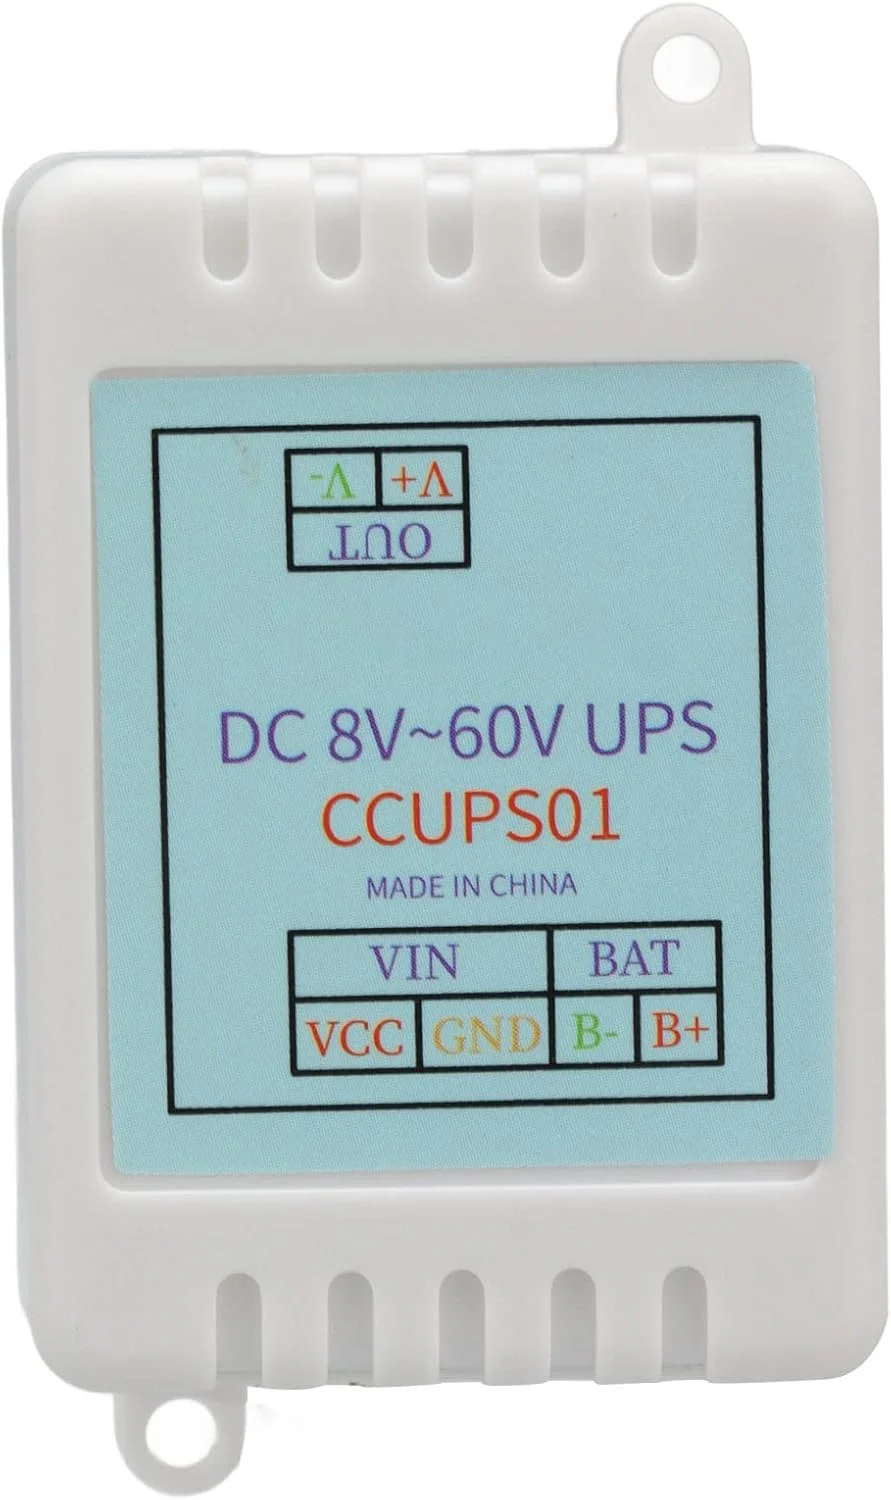 V- V+
OUT
DC 8V~60V UPS
CCUPS01
MADE IN CHINA
VIN BAT
VCC GND B- B+